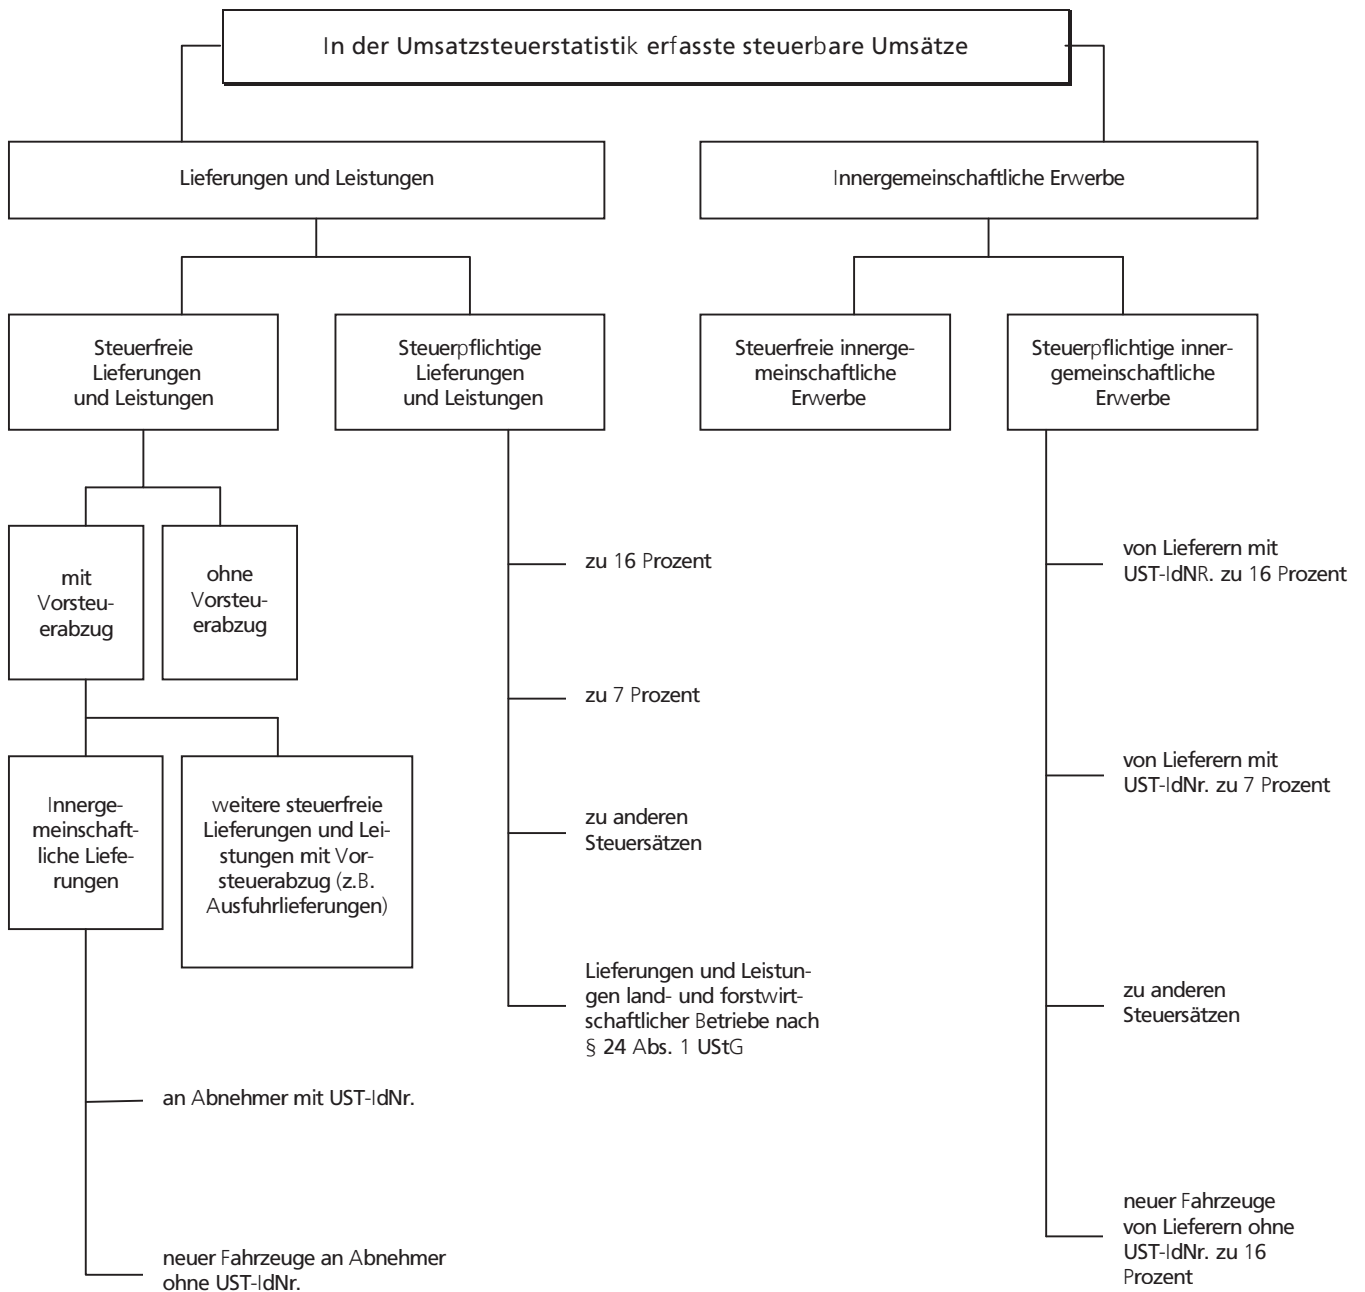 In der Umsatzsteuerstatistik erfasste steuerbare Umsätze
Lieferungen und Leistungen
Innergemeinschaftliche Erwerbe
Steuerfreie
Lieferungen
und Leistungen
Steuerpflichtige
Lieferungen
und Leistungen
Steuerfreie innerge-
meinschaftliche
Erwerbe
Steuerpflichtige inner-
gemeinschaftliche
Erwerbe
mit
Vorsteu-
erabzug
ohne
Vorsteu-
erabzug
zu 16 Prozent
von Lieferern mit
UST-IdNR. zu 16 Prozent
zu 7 Prozent
von Lieferern mit
UST-IdNr. zu 7 Prozent
Innerge-
meinschaft-
liche Liefe-
rungen
weitere steuerfreie
Lieferungen und Lei-
stungen mit Vor-
steuerabzug (z.B.
Ausfuhrlieferungen)
zu anderen
Steuersätzen
Lieferungen und Leistun-
gen land- und forstwirt-
schaftlicher Betriebe nach
§ 24 Abs. 1 UStG
zu anderen
Steuersätzen
an Abnehmer mit UST-IdNr.
neuer Fahrzeuge an Abnehmer
ohne UST-IdNr.
neuer Fahrzeuge
von Lieferern ohne
UST-IdNr. zu 16
Prozent